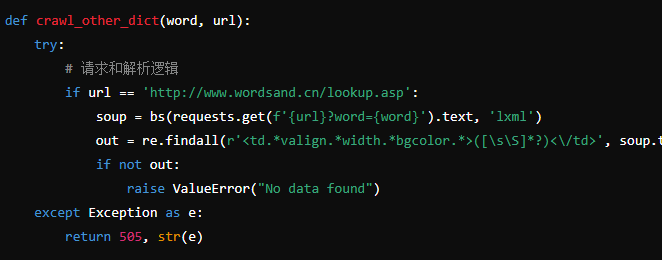 def crawl_other_dict(word, url):
    try:
        # 请求和解析逻辑
        if url == 'http://www.wordsand.cn/lookup.asp':
            soup = bs(requests.get(f'{url}?word={word}').text, 'lxml')
            out = re.findall(r'<td.*valign.*width.*bgcolor.*>([\s\S]*?)<\/td>', soup.
            if not out:
                raise ValueError("No data found")
    except Exception as e:
        return 505, str(e)